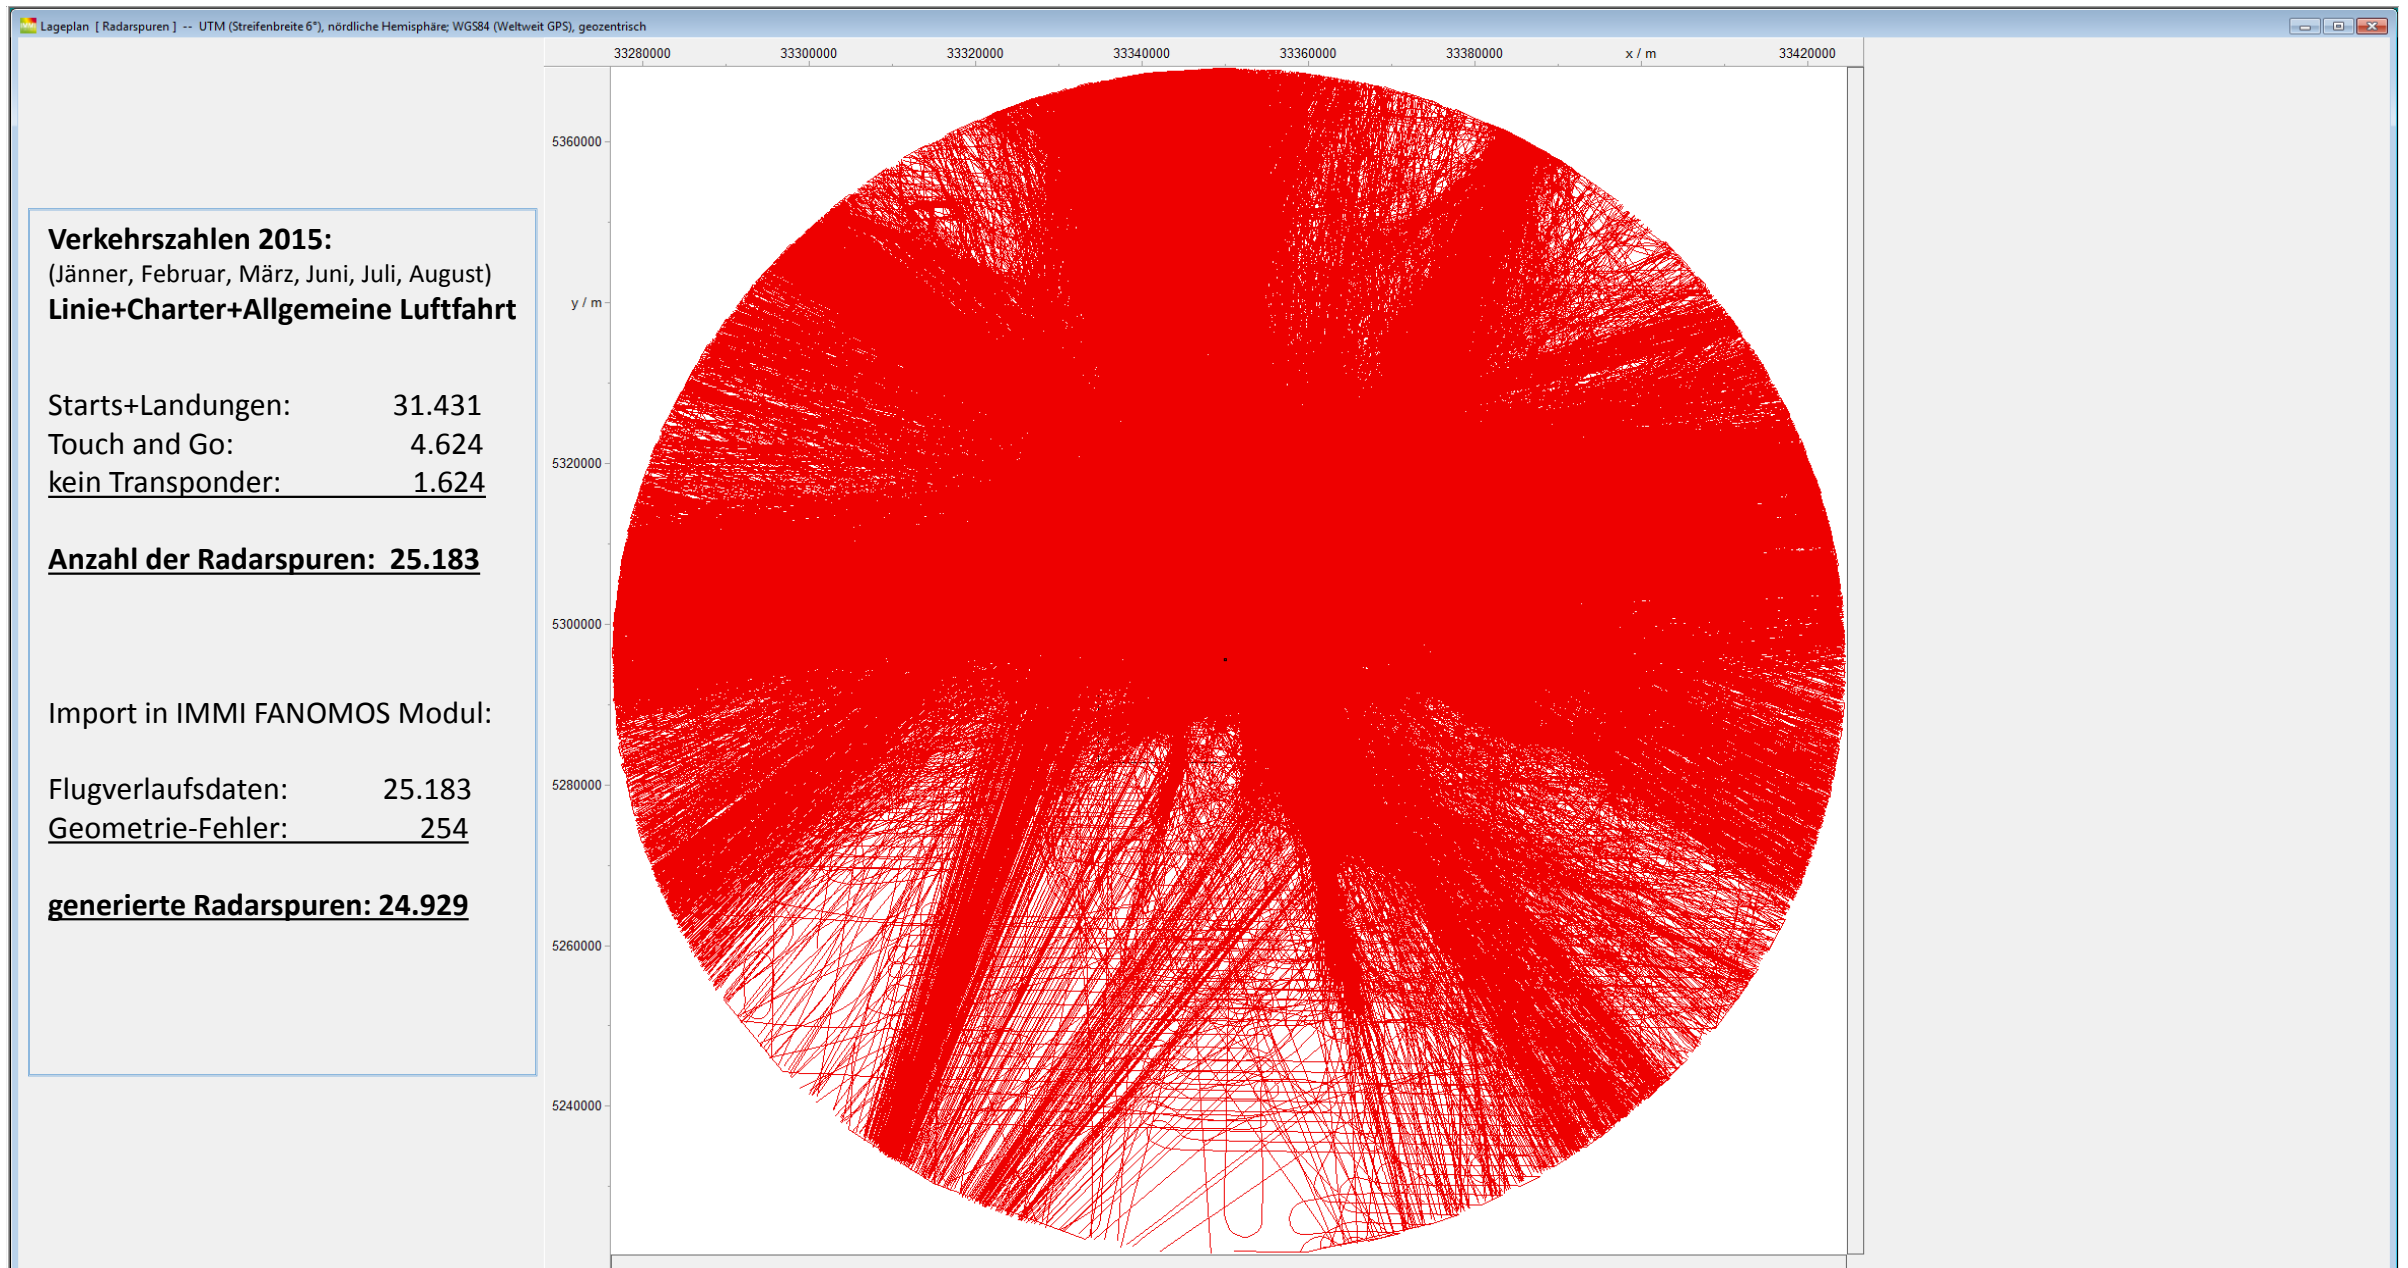 Lageplan [ Radarspuren ] -- UTM (Streifenbreite 6°), nördliche Hemisphäre; WGS84 (Weltweit GPS), geozentrisch
33280000 33300000 33320000 33340000 33360000 33380000 x / m 33420000
5360000
y / m
5320000
5300000
5280000
5260000
5240000
Verkehrszahlen 2015:
(Jänner, Februar, März, Juni, Juli, August)
Linie+Charter+Allgemeine Luftfahrt
Starts+Landungen: 31.431
Touch and Go: 4.624
kein Transponder: 1.624
Anzahl der Radarspuren: 25.183
Import in IMMI FANOMOS Modul:
Flugverlaufsdaten: 25.183
Geometrie-Fehler: 254
generierte Radarspuren: 24.929